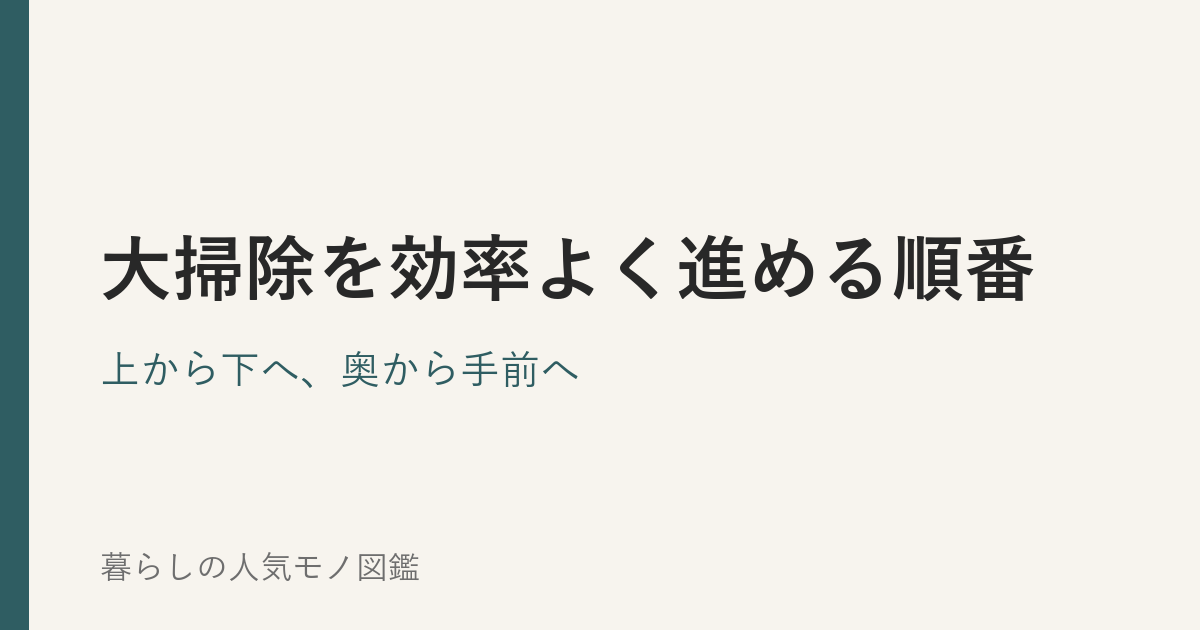 大掃除を効率よく進める順番
上から下へ、奥から手前へ
暮らしの人気モノ図鑑